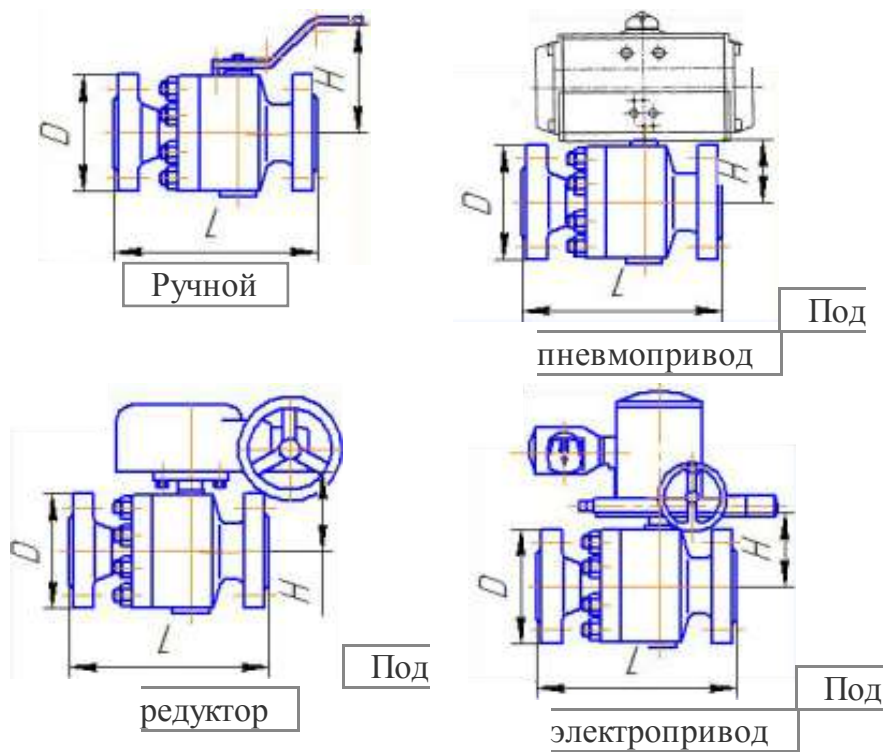 D
H
L
Ручной
D
H
L
Под
пневмопривод
D
H
L
Под
редуктор
D
H
L
Под
электропривод